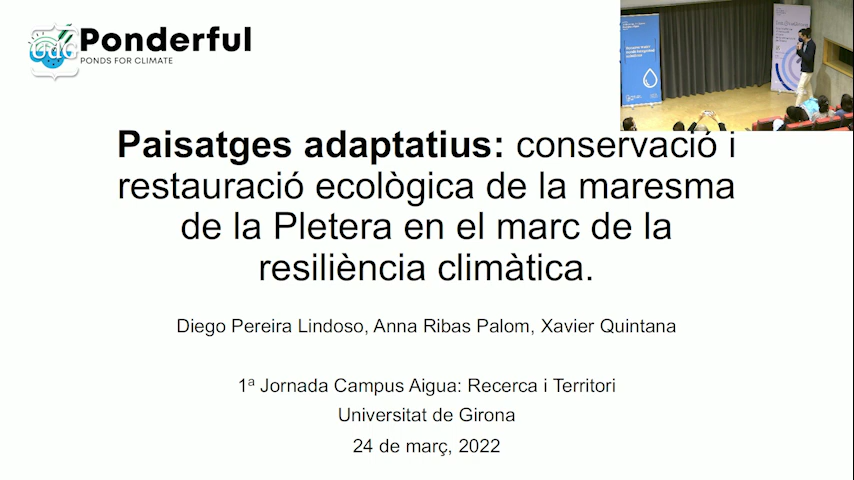 UdG
Ponderful
PONDS FOR CLIMATE
Paisatges adaptatius: conservació i
restauració ecològica de la maresma
de la Pletera en el marc de la
resiliència climàtica.
Diego Pereira Lindoso, Anna Ribas Palom, Xavier Quintana
1ª Jornada Campus Aigua: Recerca i Territori
Universitat de Girona
24 de març, 2022